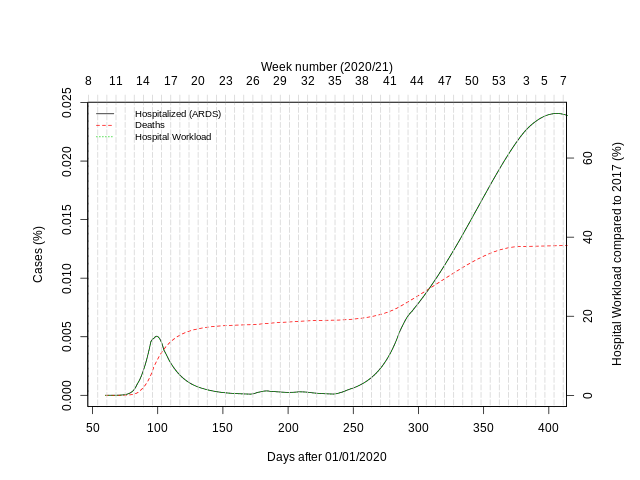 Week number (2020/21)
8 11 14 17 20 23 26 29 32 35 38 41 44 47 50 53 3 5 7
Hospitalized (ARDS)
Deaths
Hospital Workload
0.025
0.020
0.015
0.010
0.005
0.000
Cases (%)
60
40
20
0
Hospital Workload compared to 2017 (%)
50 100 150 200 250 300 350 400
Days after 01/01/2020